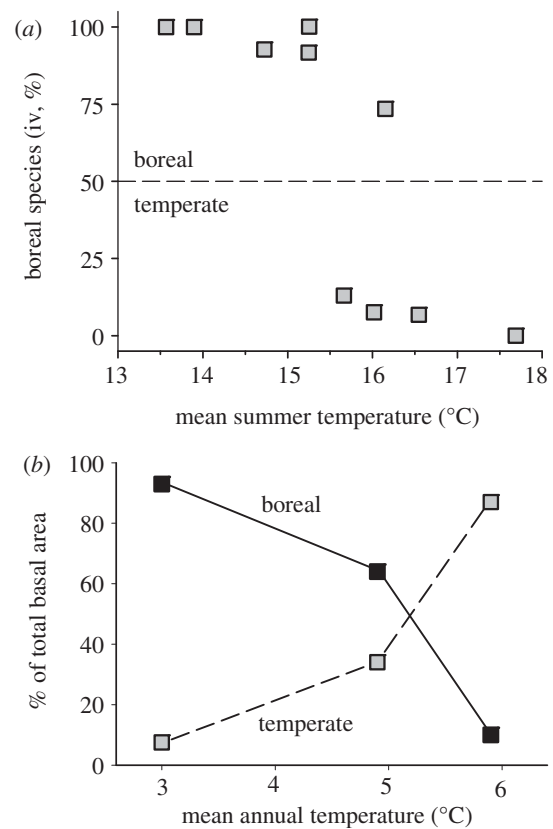 (a)
100
75
50
25
0
boreal species (iv, %)
boreal
temperate
13 14 15 16 17 18
mean summer temperature (°C)
(b)
100
80
60
40
20
0
% of total basal area
boreal
temperate
3 4 5 6
mean annual temperature (°C)